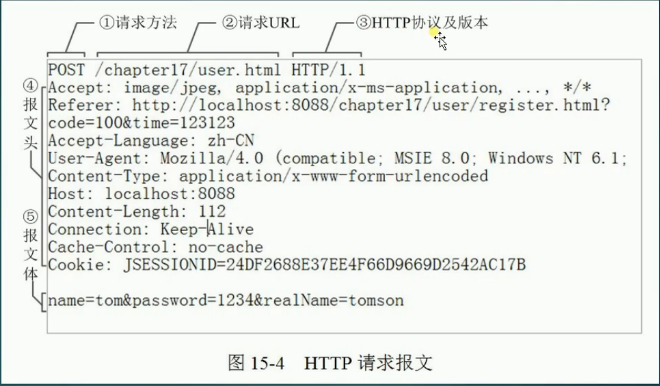 ①请求方法 ②请求URL ③HTTP协议及版本
POST /chapter17/user.html HTTP/1.1
④报文头
Accept: image/jpeg, application/x-ms-application, ..., */*
Referer: http://localhost:8088/chapter17/user/register.html?
code=100&time=123123
Accept-Language: zh-CN
User-Agent: Mozilla/4.0 (compatible; MSIE 8.0; Windows NT 6.1;
Content-Type: application/x-www-form-urlencoded
Host: localhost:8088
Content-Length: 112
Connection: Keep-Alive
Cache-Control: no-cache
Cookie: JSESSIONID=24DF2688E37EE4F66D9669D2542AC17B
⑤报文体
name=tom&password=1234&realName=tomson
图 15-4 HTTP 请求报文